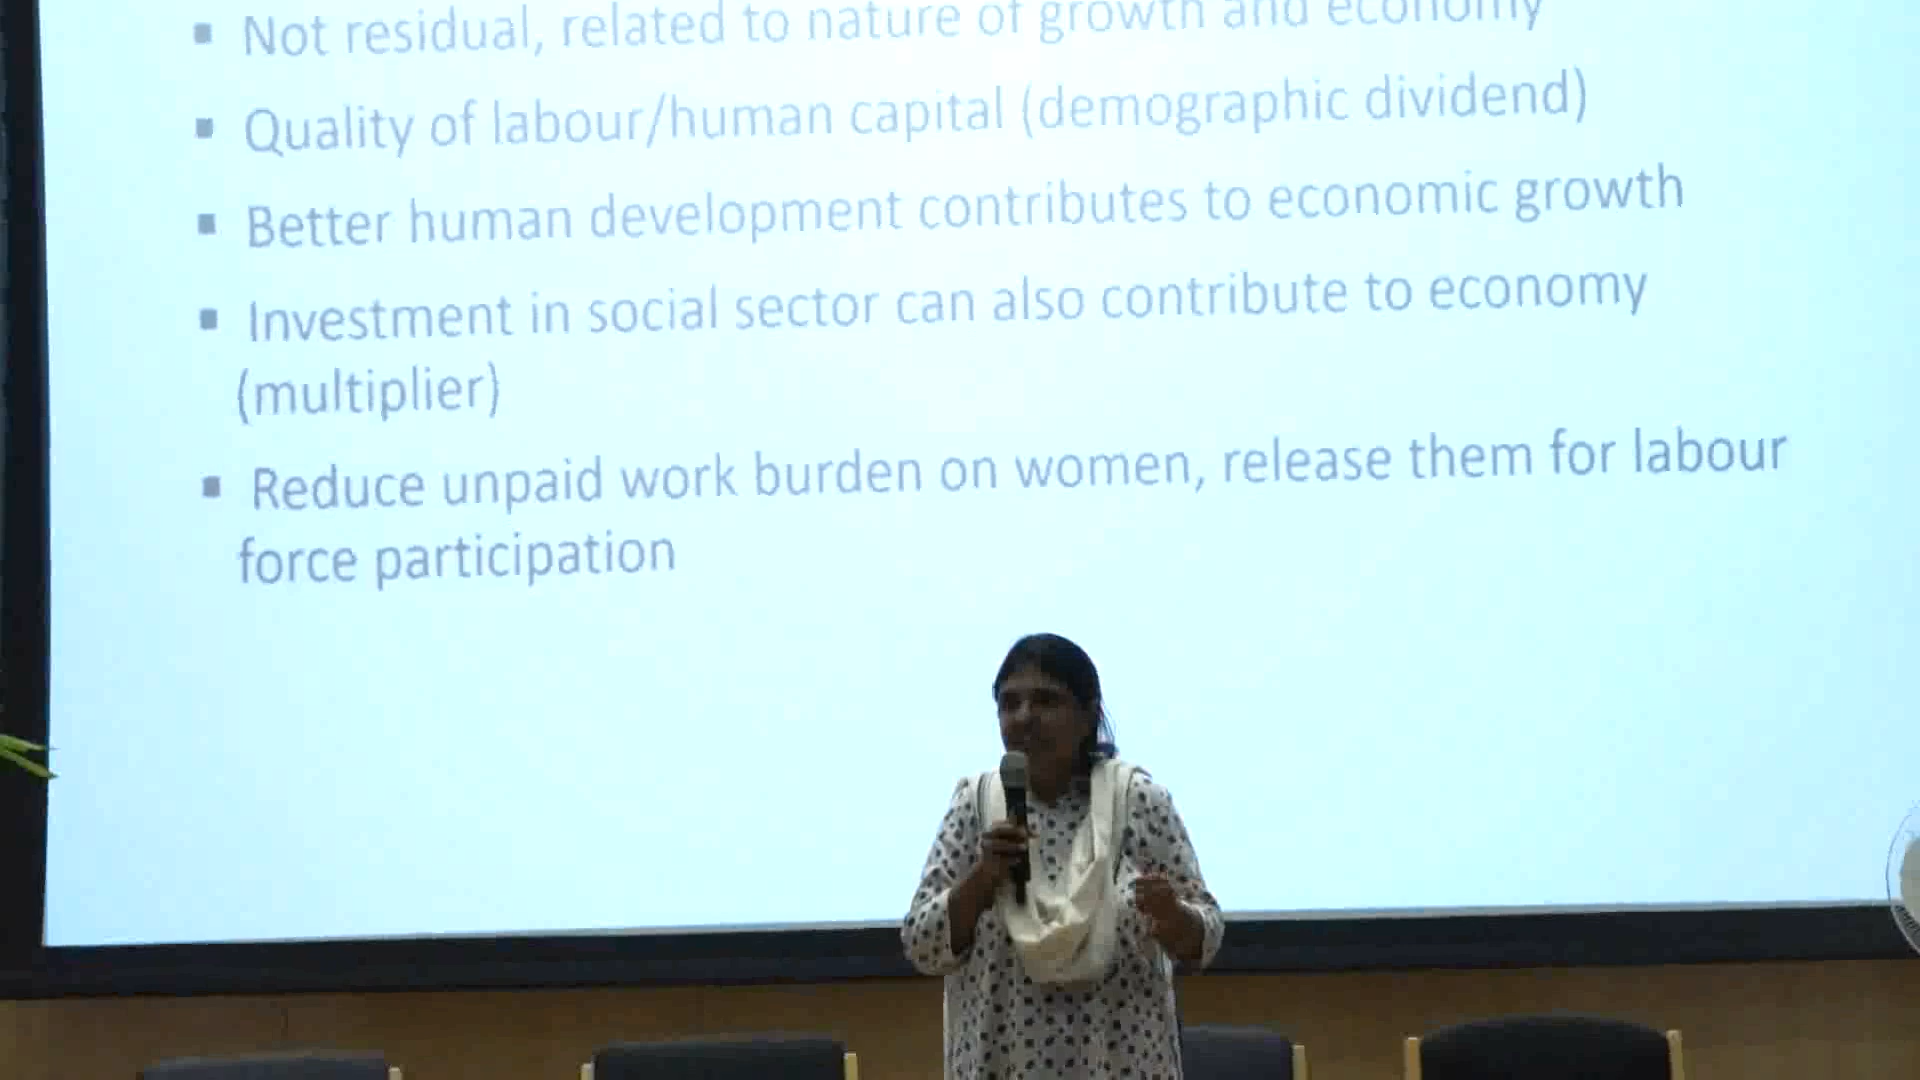 ▪ Not residual, related to nature of growth and economy
▪ Quality of labour/human capital (demographic dividend)
▪ Better human development contributes to economic growth
▪ Investment in social sector can also contribute to economy
(multiplier)
▪ Reduce unpaid work burden on women, release them for labour
force participation